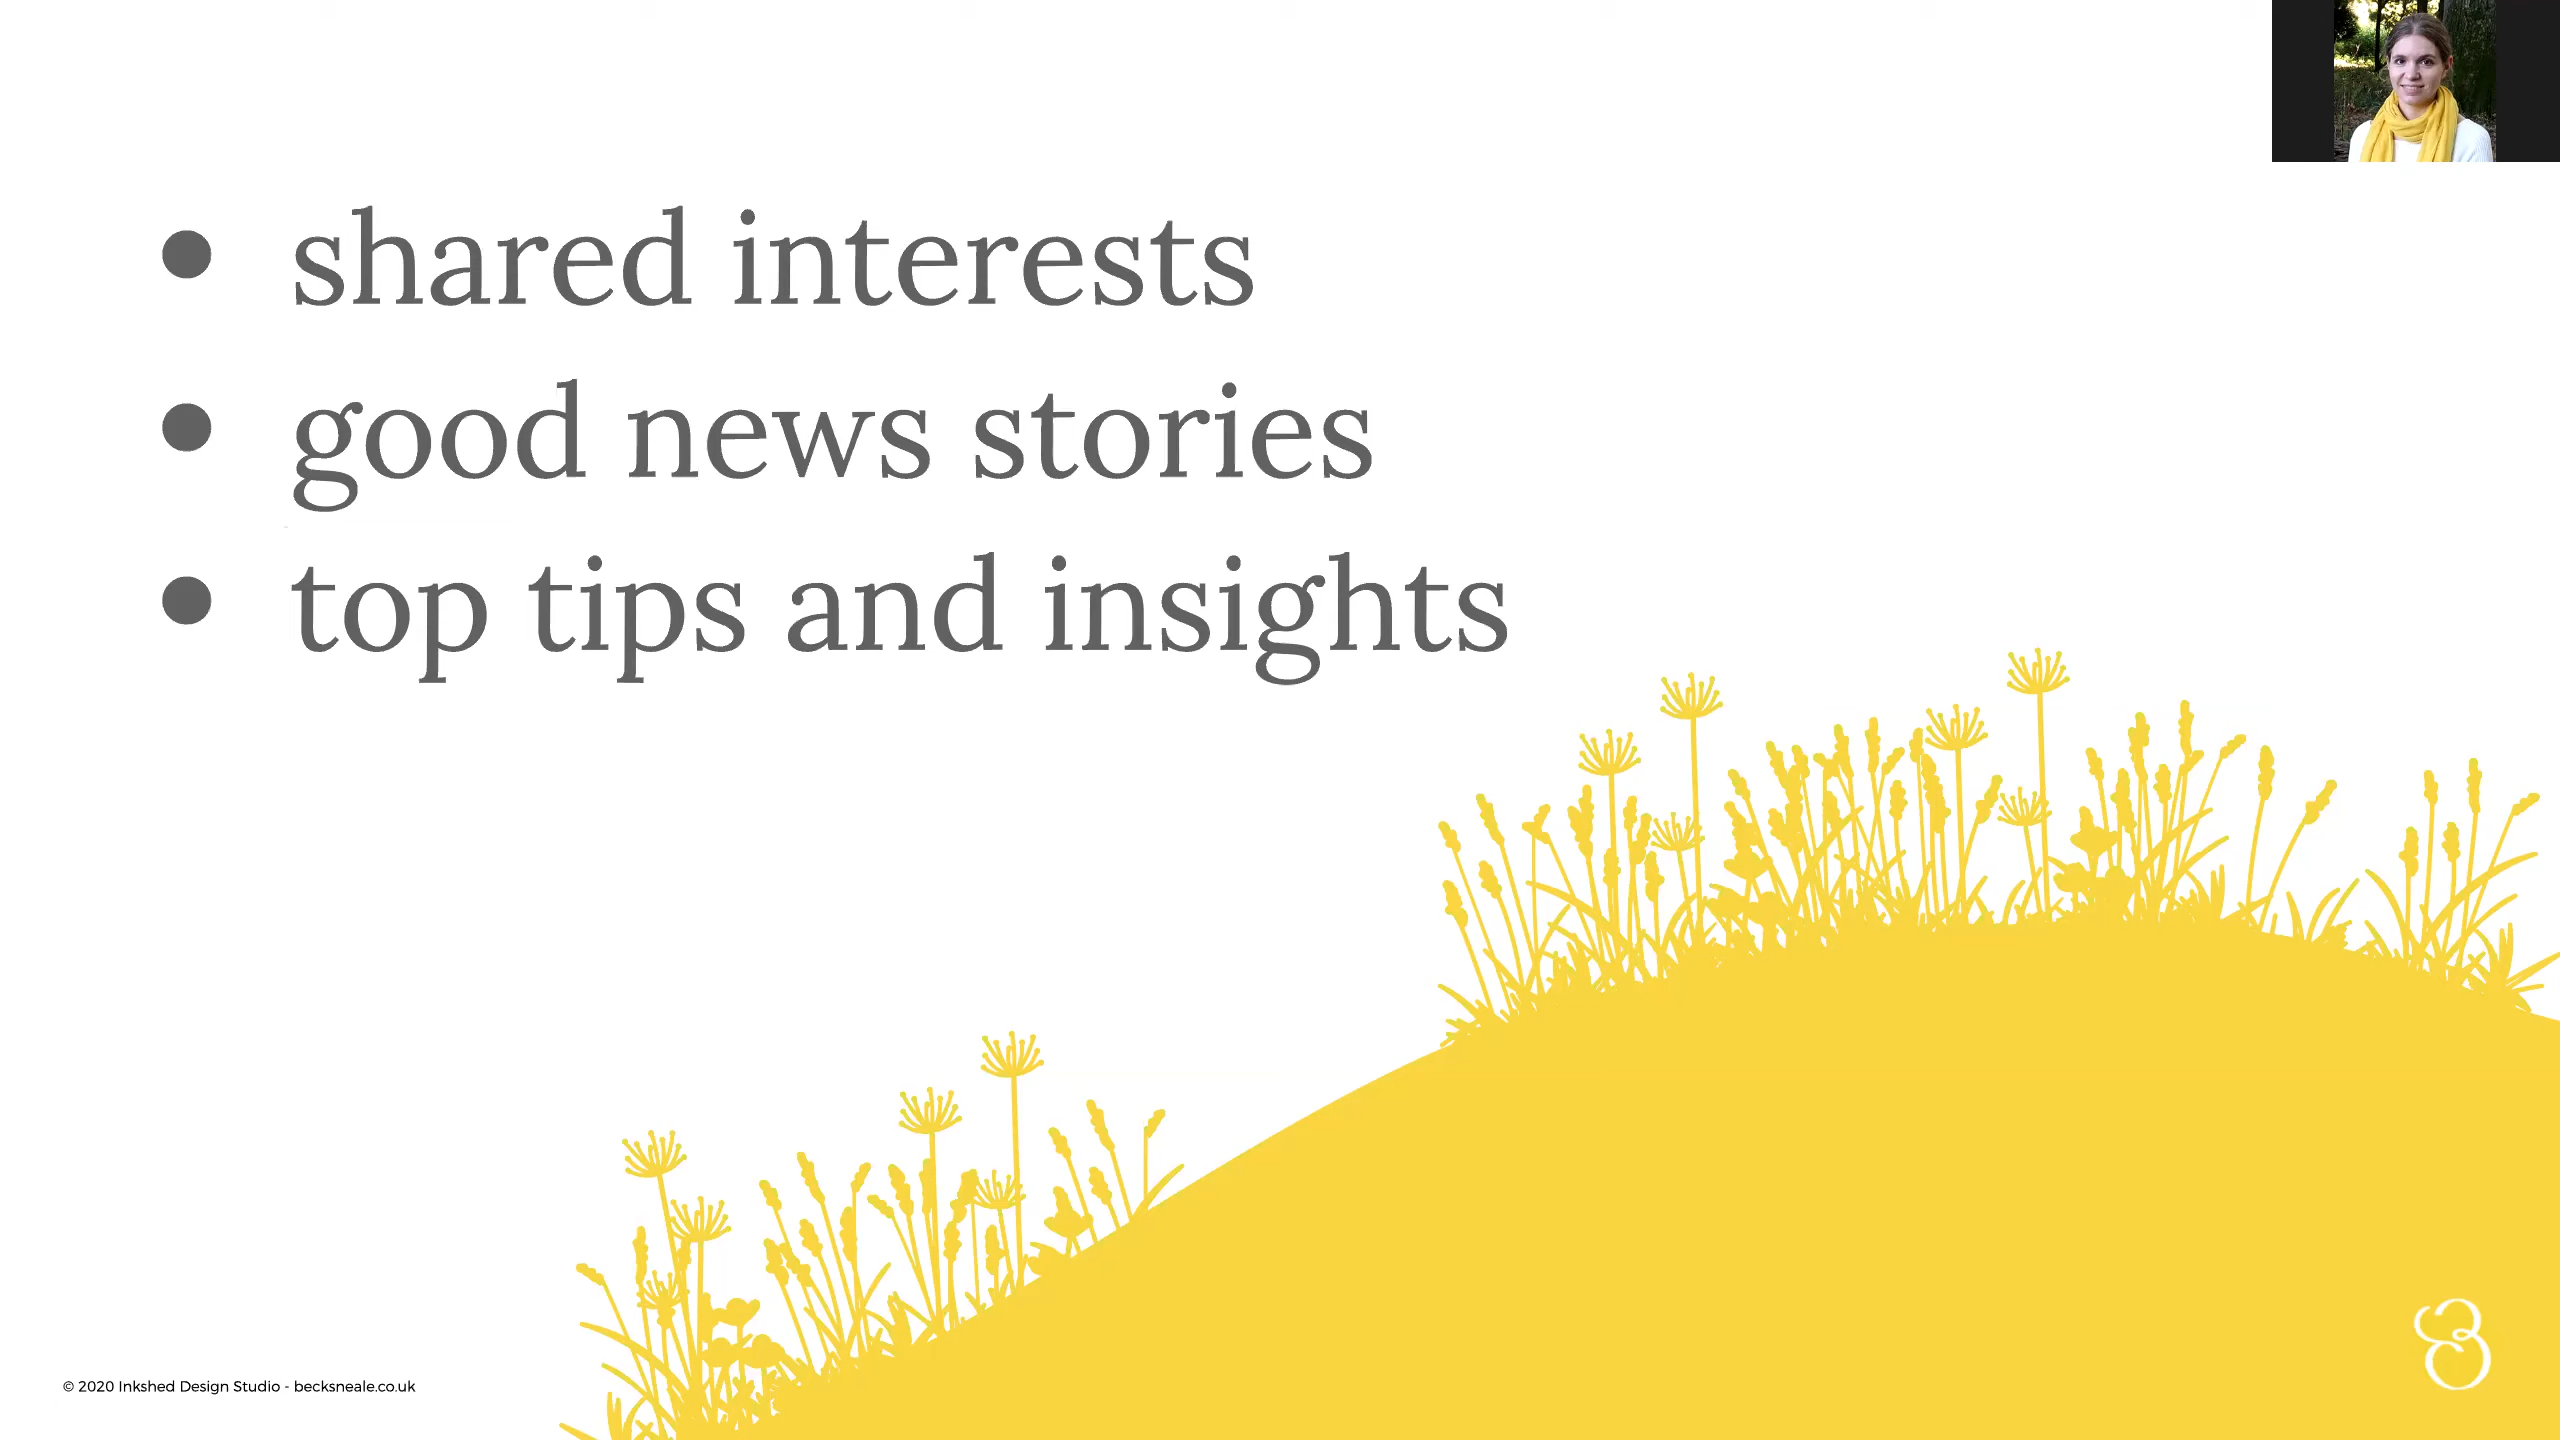 • shared interests
• good news stories
• top tips and insights
© 2020 Inkshed Design Studio - becksneale.co.uk